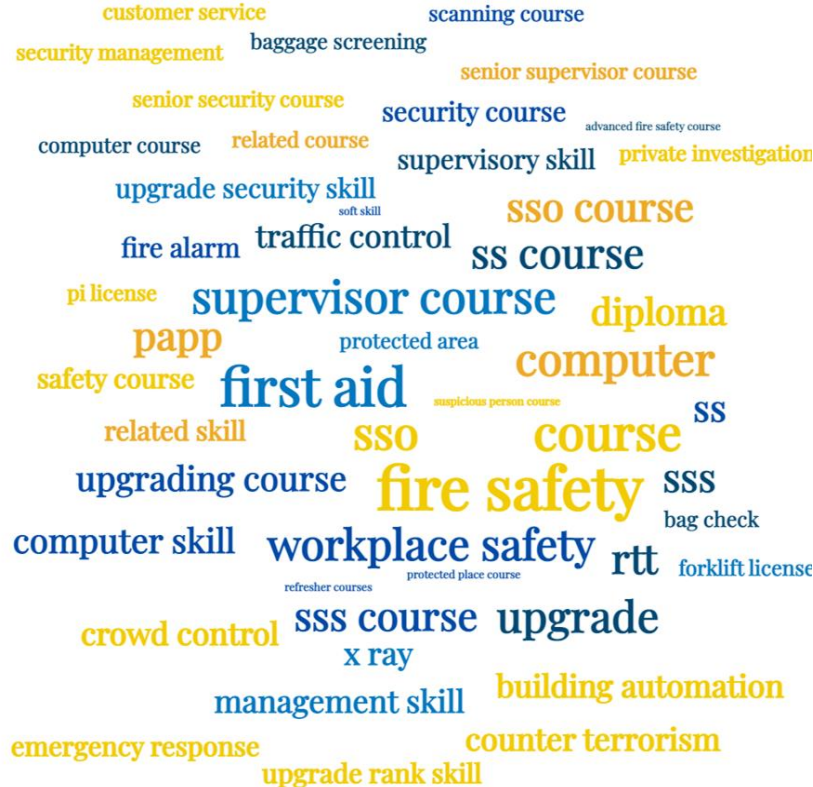 customer service
scanning course
security management
baggage screening
senior supervisor course
senior security course
security course
advanced fire safety course
computer course
related course
supervisory skill
private investigation
upgrade security skill
soft skill
sso course
fire alarm
traffic control
ss course
pi license
supervisor course
diploma
papp
protected area
computer
safety course
first aid
suspicious person course
ss
related skill
sso
course
upgrading course
fire safety
sss
bag check
computer skill
workplace safety
rtt
forklift license
protected place course
refresher courses
crowd control
sss course
upgrade
x ray
management skill
building automation
emergency response
counter terrorism
upgrade rank skill